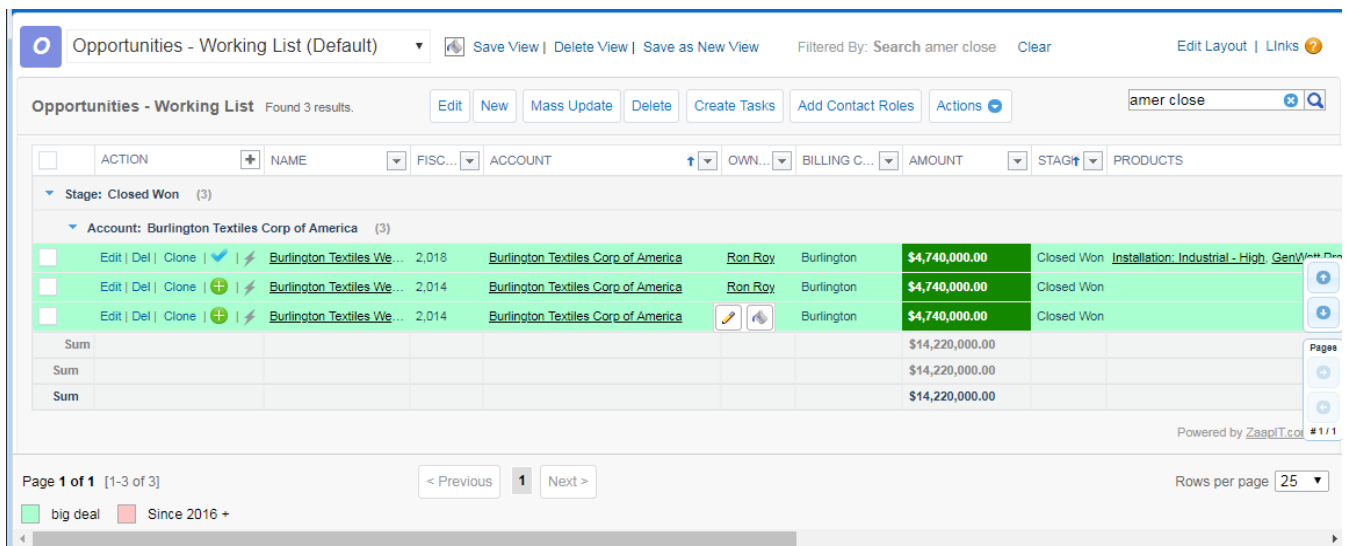 O Opportunities - Working List (Default) Save View | Delete View | Save as New View Filtered By: Search amer close Clear Edit Layout | LInks ?
Opportunities - Working List Found 3 results. Edit New Mass Update Delete Create Tasks Add Contact Roles Actions amer close
ACTION NAME FISC... ACCOUNT OWN... BILLING C... AMOUNT STAG PRODUCTS
Stage: Closed Won (3)
Account: Burlington Textiles Corp of America (3)
Edit | Del | Clone | | Burlington Textiles We... 2,018 Burlington Textiles Corp of America Ron Roy Burlington $4,740,000.00 Closed Won Installation: Industrial - High, GenWatt
Edit | Del | Clone | | Burlington Textiles We... 2,014 Burlington Textiles Corp of America Ron Roy Burlington $4,740,000.00 Closed Won
Edit | Del | Clone | | Burlington Textiles We... 2,014 Burlington Textiles Corp of America Burlington $4,740,000.00 Closed Won
Sum $14,220,000.00
Pages
Sum $14,220,000.00
Sum $14,220,000.00
Powered by ZaapIT.co # 1 / 1
Page 1 of 1 [1-3 of 3] < Previous 1 Next > Rows per page 25
big deal Since 2016 +